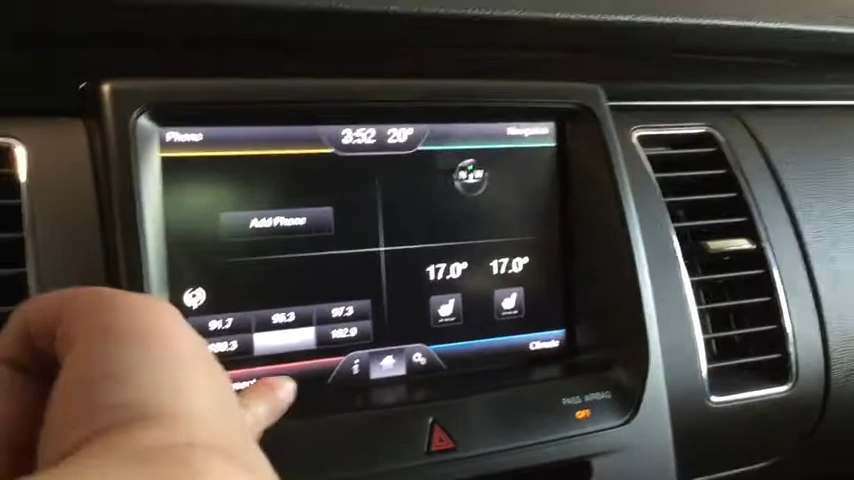 Phone 3:52 20° Navigation
N W
Add Phone
17.0° 17.0°
91.7 95.3 97.3
102.9
Climate
PASS AIRBAG
OFF